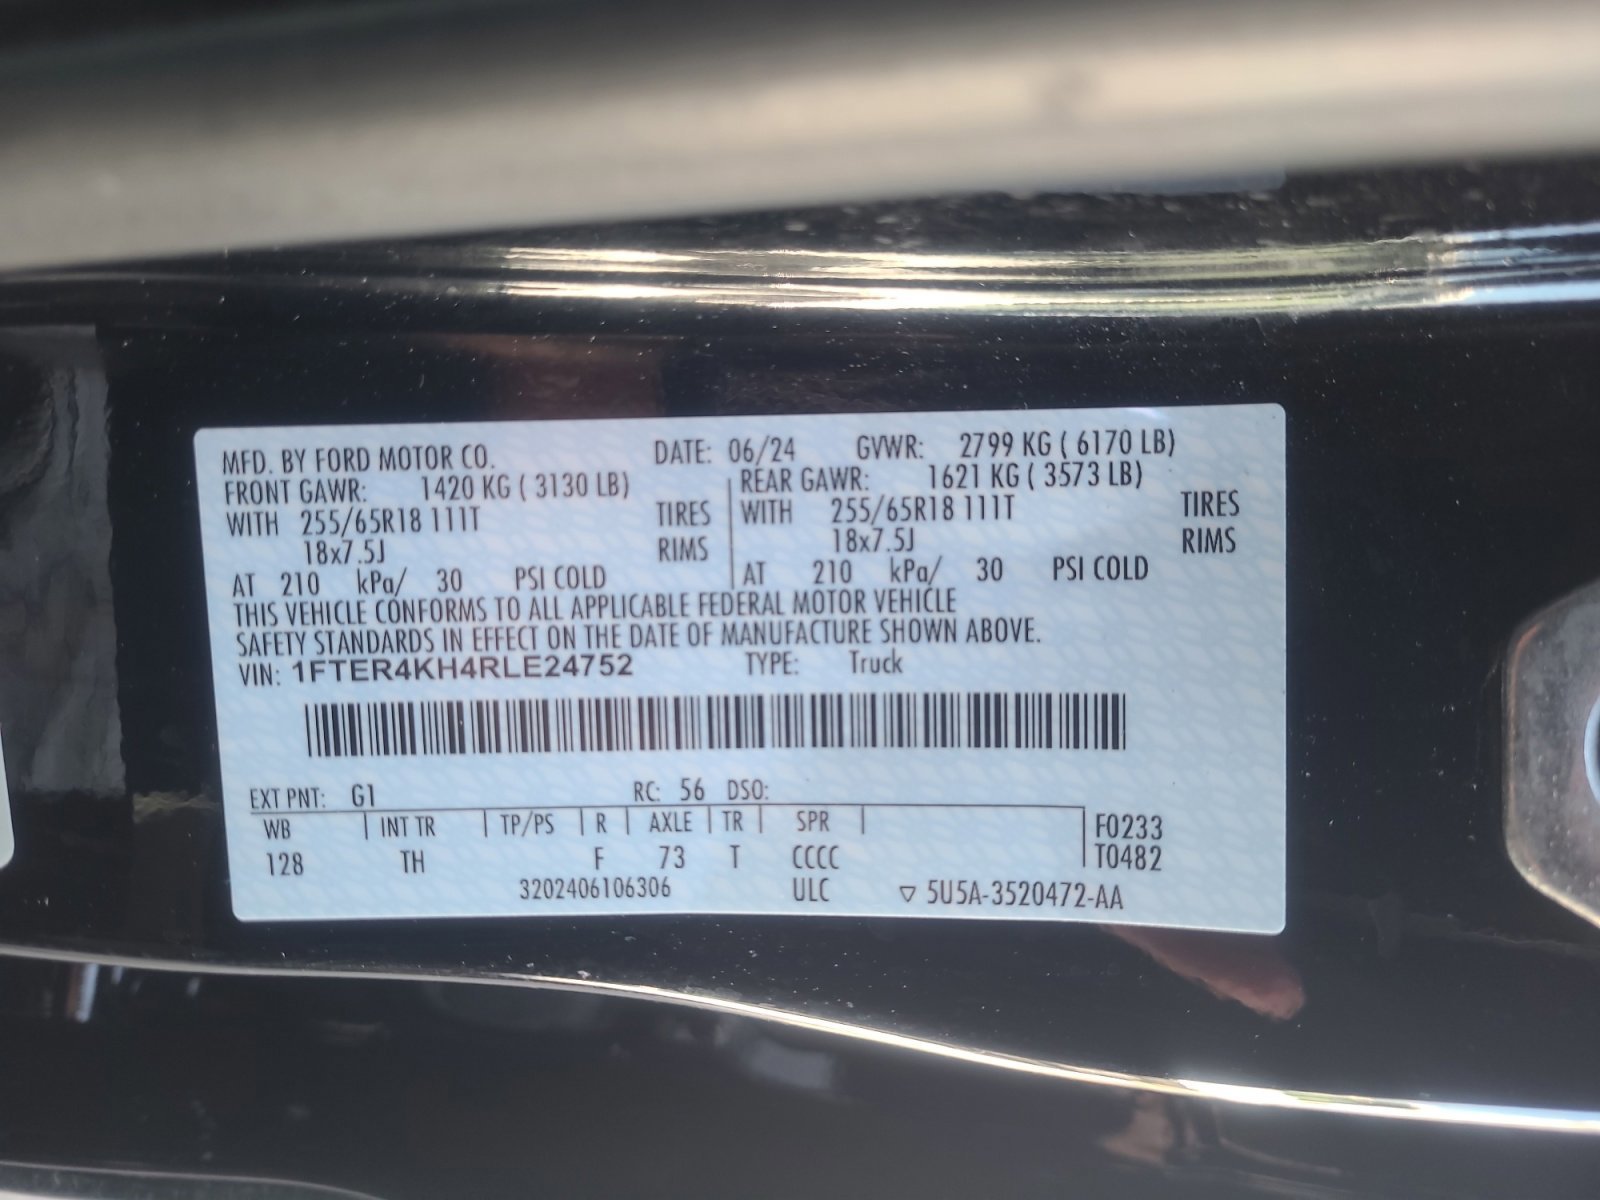 MFD. BY FORD MOTOR CO. DATE: 06/24 GVWR: 2799 KG ( 6170 LB)
FRONT GAWR: 1420 KG ( 3130 LB) REAR GAWR: 1621 KG ( 3573 LB)
WITH 255/65R18 111T TIRES WITH 255/65R18 111T TIRES
18x7.5J RIMS 18x7.5J RIMS
AT 210 kPa/ 30 PSI COLD AT 210 kPa/ 30 PSI COLD
THIS VEHICLE CONFORMS TO ALL APPLICABLE FEDERAL MOTOR VEHICLE
SAFETY STANDARDS IN EFFECT ON THE DATE OF MANUFACTURE SHOWN ABOVE.
VIN: 1FTER4KH4RLE24752 TYPE: Truck
EXT PNT: G1 RC: 56 DSO:
WB INT TR TP/PS R AXLE TR SPR F0233
128 TH F 73 T CCCC T0482
3202406106306 ULC ▽ 5U5A-3520472-AA